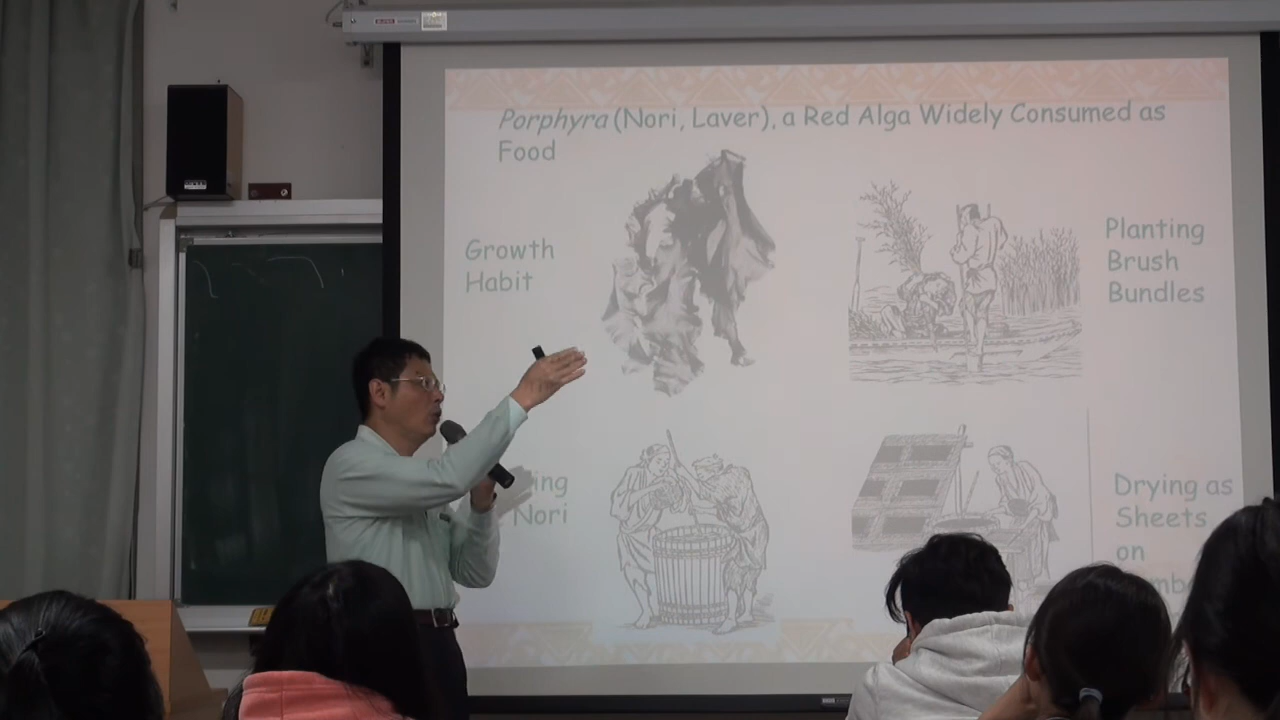 Porphyra (Nori, Laver), a Red Alga Widely Consumed as
Food
Growth
Habit
Planting
Brush
Bundles
Nori
Drying as
Sheets
on